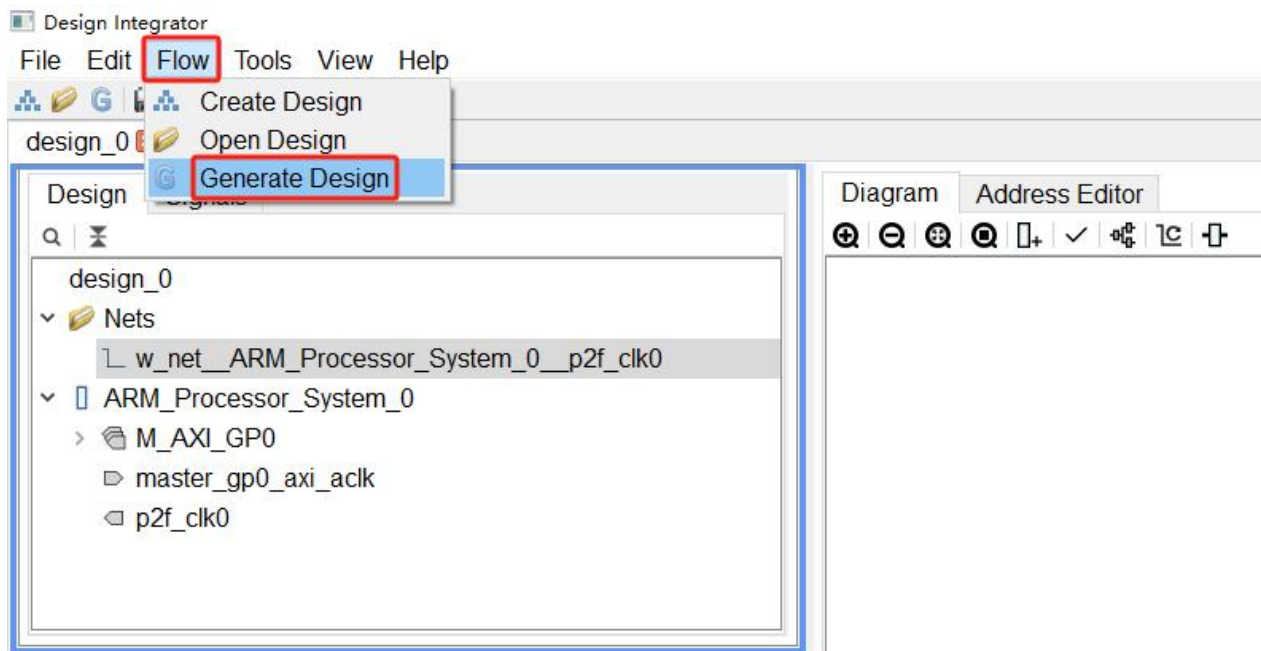 Design Integrator
File Edit Flow Tools View Help
Create Design
design_0 Open Design
Generate Design
Design Signals Diagram Address Editor
design_0
Nets
w_net__ARM_Processor_System_0__p2f_clk0
ARM_Processor_System_0
M_AXI_GP0
master_gp0_axi_aclk
p2f_clk0